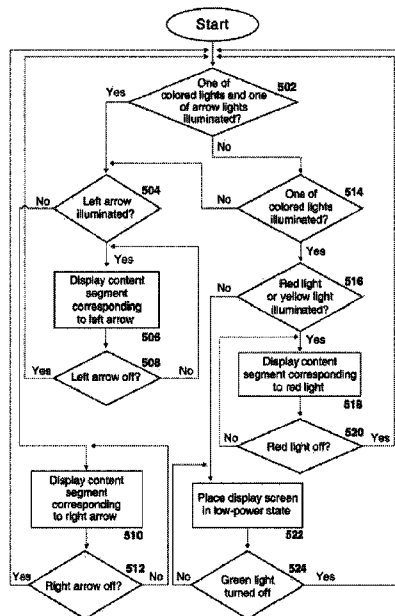 Start
One of
colored lights and one
of arrow lights
illuminated?
502
Yes
No
Left arrow
illuminated?
504
No
Yes
One of
colored lights
illuminated?
514
No
Yes
Display content
segment
corresponding
to left arrow
506
Red light
or yellow light
illuminated?
516
No
Yes
Left arrow off?
508
Yes
No
Display content
segment corresponding
to red light
518
Red light off?
520
No
Yes
Display content
segment
corresponding
to right arrow
510
Place display screen
in low-power state
522
Right arrow off?
512
Yes
No
Green light
turned off
524
No
Yes